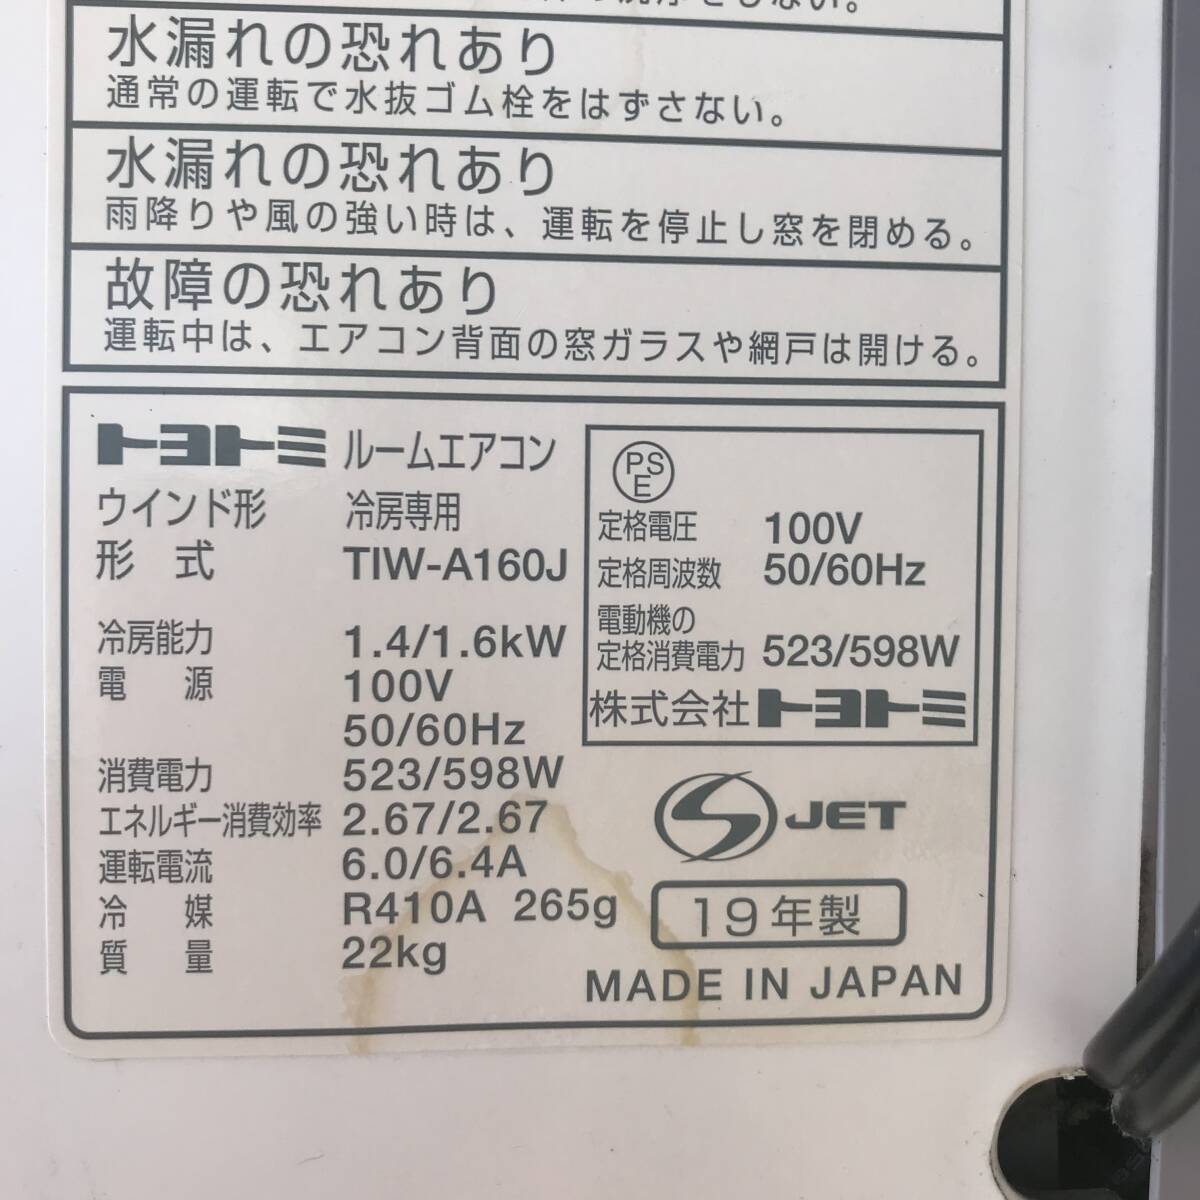 しない。
水漏れの恐れあり
通常の運転で水抜ゴム栓をはずさない。
水漏れの恐れあり
雨降りや風の強い時は、運転を停止し窓を閉める。
故障の恐れあり
運転中は、エアコン背面の窓ガラスや網戸は開ける。
トヨトミ ルームエアコン
ウインド形 冷房専用
形 式 TIW-A160J
冷房能力 1.4/1.6kW
電 源 100V
50/60Hz
消費電力 523/598W
エネルギー消費効率 2.67/2.67
運転電流 6.0/6.4A
冷 媒 R410A 265g
質 量 22kg
PSE
定格電圧 100V
定格周波数 50/60Hz
電動機の
定格消費電力 523/598W
株式会社トヨトミ
JET
19年製
MADE IN JAPAN